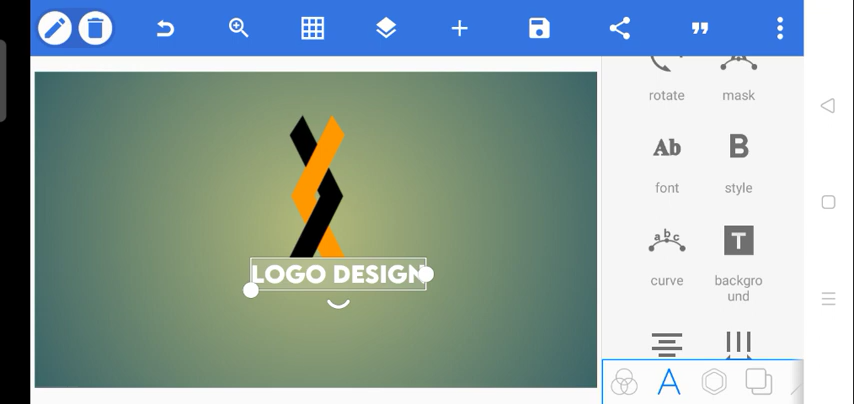 rotate mask
Ab B
font style
abc T
curve backgro
und
LOGO DESIGN
A